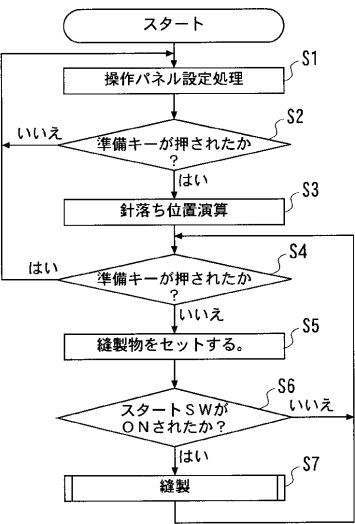 スタート
S1
操作パネル設定処理
S2
準備キーが押されたか
?
いいえ
はい
S3
針落ち位置演算
S4
準備キーが押されたか
?
はい
いいえ
S5
縫製物をセットする。
S6
スタートSWが
ONされたか?
いいえ
はい
S7
縫製